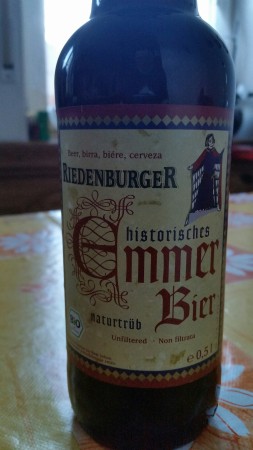 Beer, birra, bière, cerveza
RIEDENBURGER
historisches
Emmer
Bier
naturtrüb
Bio
Unfiltered · Non filtrata
e 0,5 l